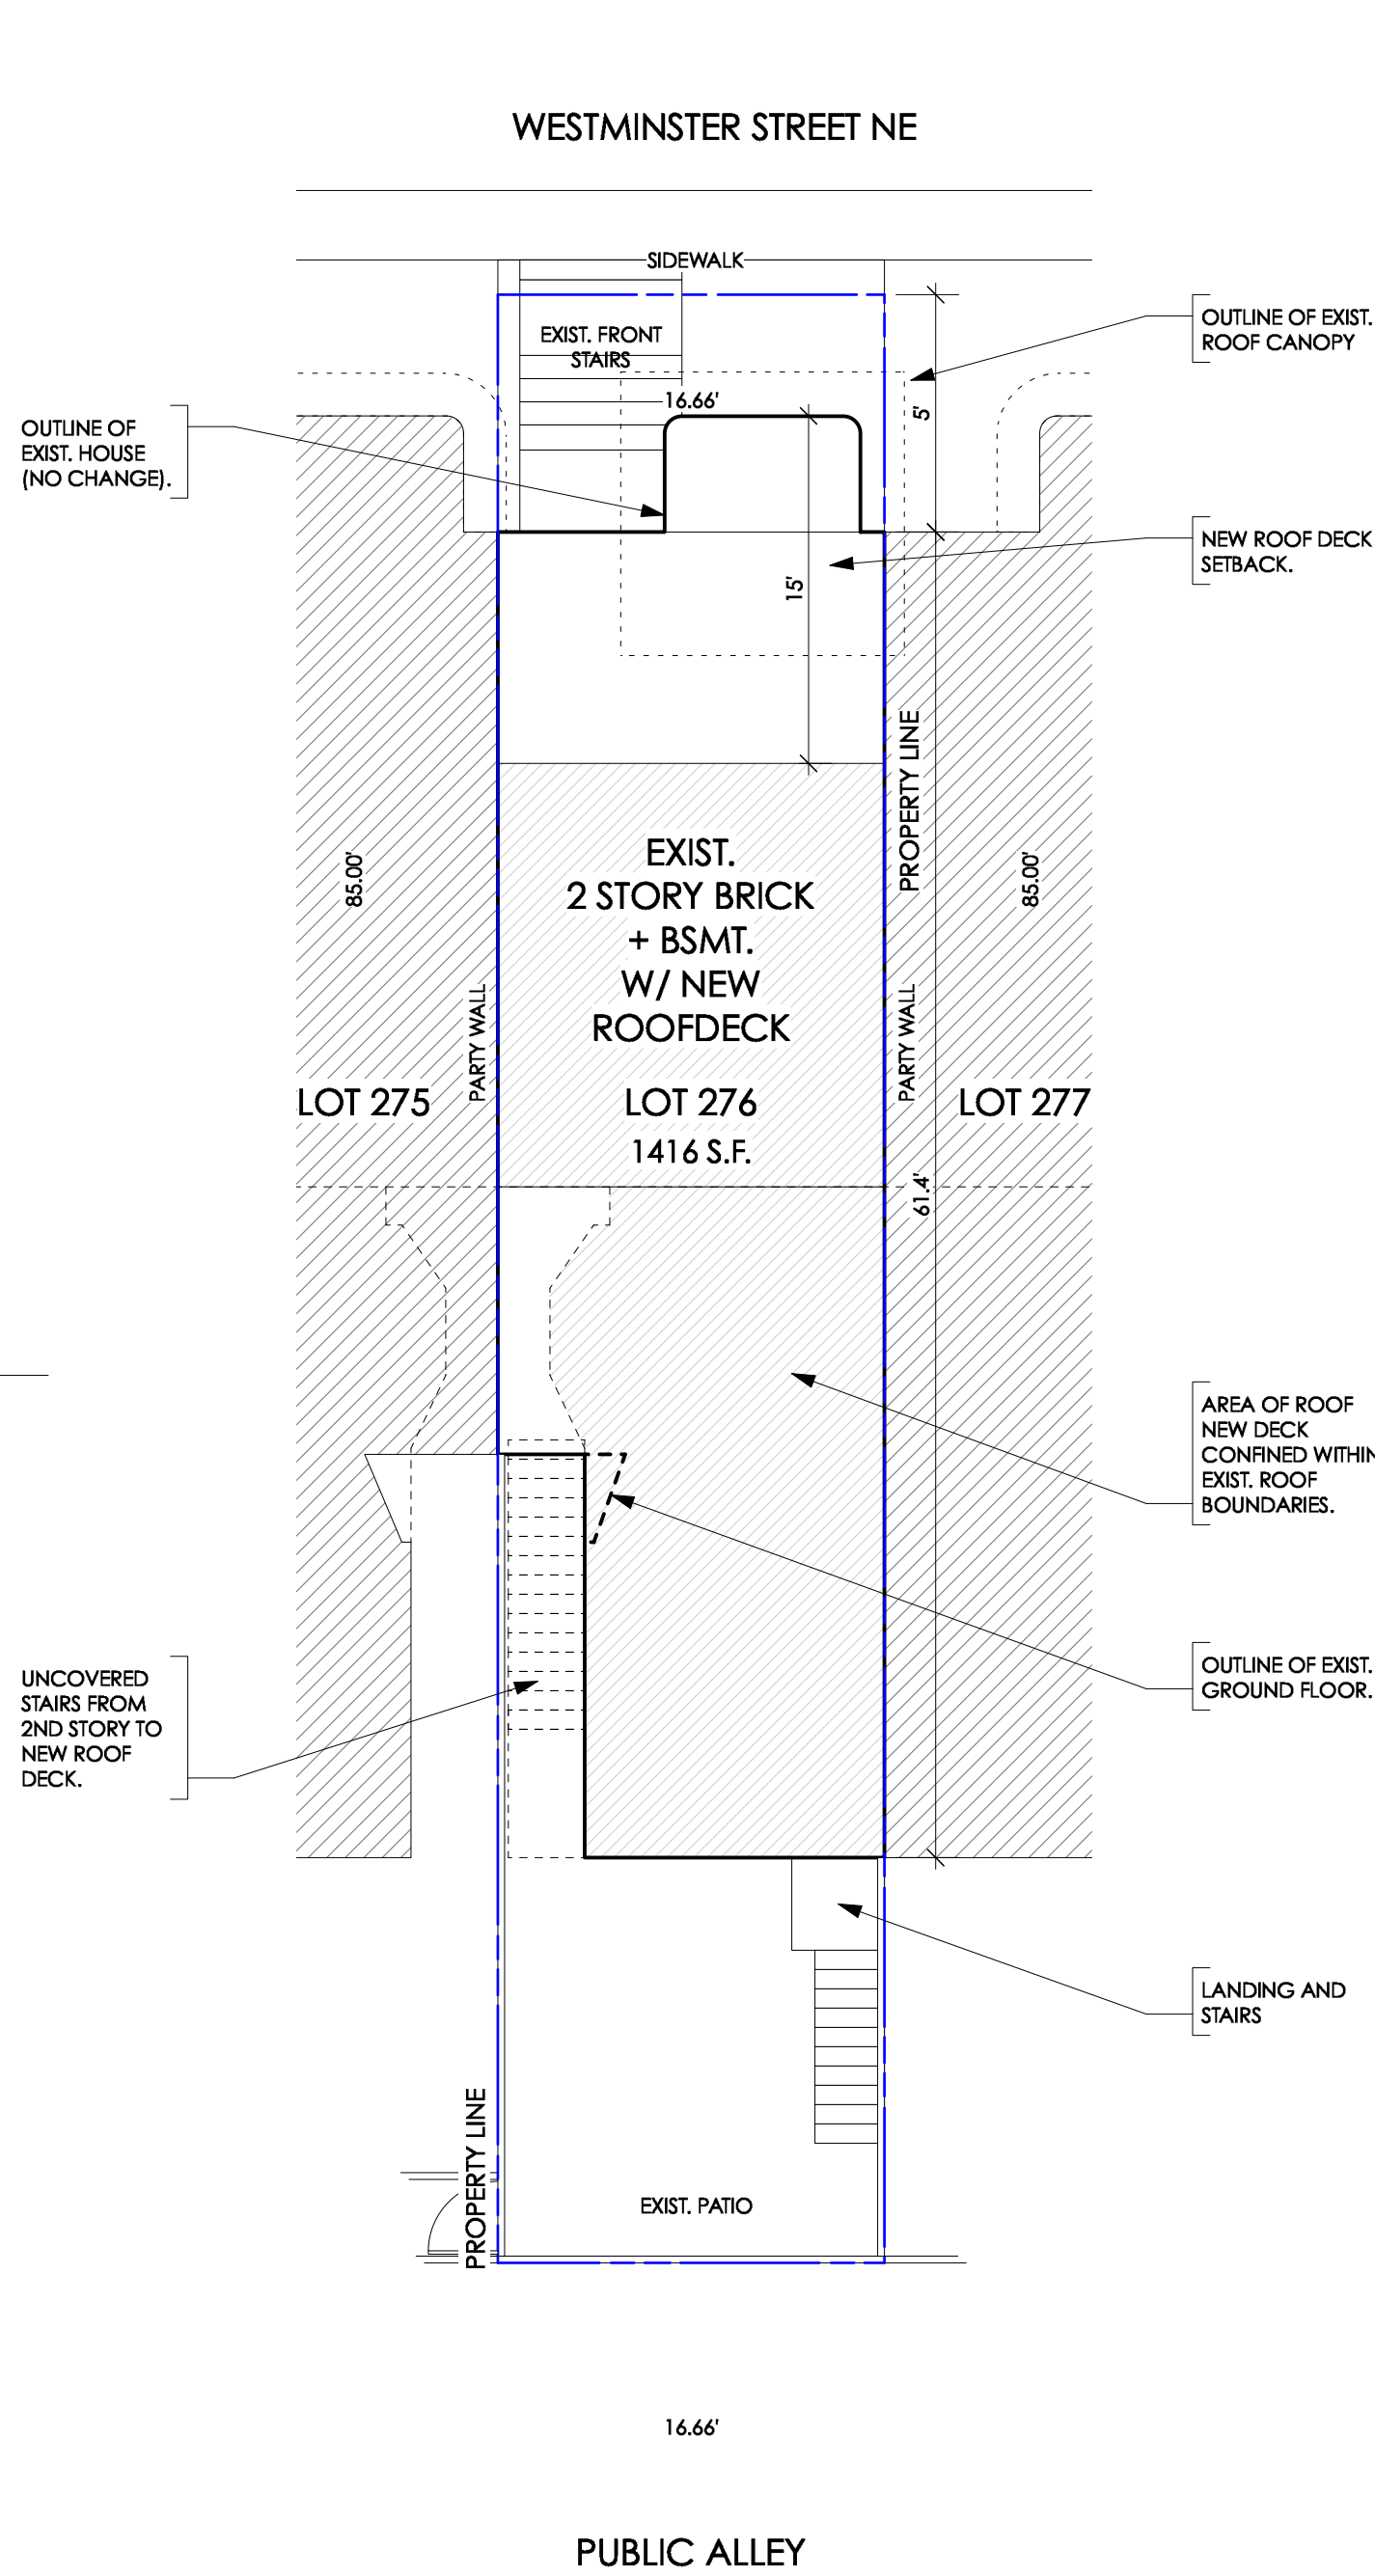 WESTMINSTER STREET NE
SIDEWALK
EXIST. FRONT
STAIRS
16.66'
5'
OUTLINE OF EXIST.
ROOF CANOPY
OUTLINE OF
EXIST. HOUSE
(NO CHANGE).
NEW ROOF DECK
SETBACK.
15'
PROPERTY LINE
85.00'
85.00'
EXIST.
2 STORY BRICK
+ BSMT.
W/ NEW
ROOFDECK
PARTY WALL
PARTY WALL
LOT 275
LOT 276
LOT 277
1416 S.F.
61.4'
AREA OF ROOF
NEW DECK
CONFINED WITHIN
EXIST. ROOF
BOUNDARIES.
UNCOVERED
STAIRS FROM
2ND STORY TO
NEW ROOF
DECK.
OUTLINE OF EXIST.
GROUND FLOOR.
LANDING AND
STAIRS
PROPERTY LINE
EXIST. PATIO
16.66'
PUBLIC ALLEY